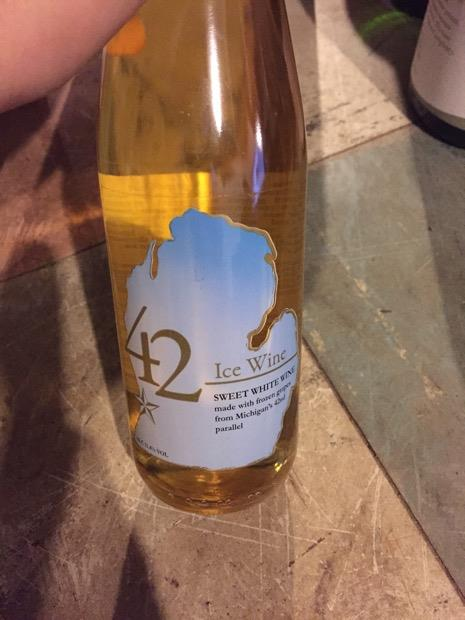 42
Ice Wine
SWEET WHITE WINE
made with frozen grapes
from Michigan's 42nd
parallel